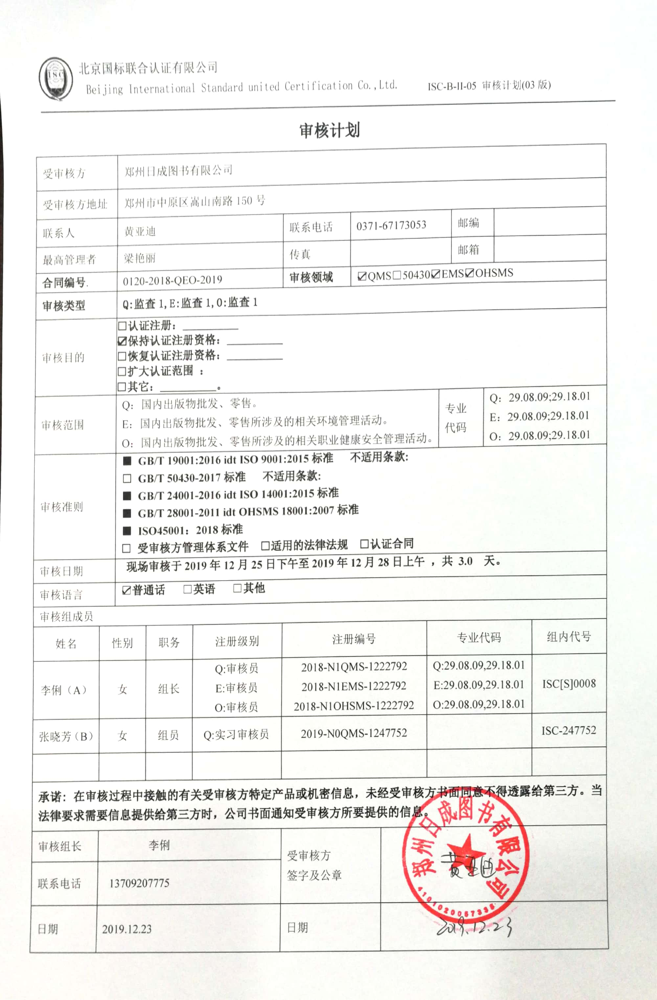 ISC
北京国标联合认证有限公司
Beijing International Standard united Certification Co.,Ltd. ISC-B-II-05 审核计划(03 版)
审核计划
受审核方 郑州日成图书有限公司
受审核方地址 郑州市中原区嵩山南路 150 号
联系人 黄亚迪 联系电话 0371-67173053 邮编
最高管理者 梁艳丽 传真 邮箱
合同编号. 0120-2018-QEO-2019 审核领域 ☑QMS□50430☑EMS☑OHSMS
审核类型 Q:监查 1,E:监查 1,O:监查 1
审核目的
□认证注册：
☑保持认证注册资格：
□恢复认证注册资格：
□扩大认证范围 ：
□其它： 。
审核范围
Q：国内出版物批发、零售。
E：国内出版物批发、零售所涉及的相关环境管理活动。
O：国内出版物批发、零售所涉及的相关职业健康安全管理活动。
专业
代码
Q：29.08.09;29.18.01
E：29.08.09;29.18.01
O：29.08.09;29.18.01
审核准则
■ GB/T 19001:2016 idt ISO 9001:2015 标准 不适用条款:
□ GB/T 50430-2017 标准 不适用条款:
■ GB/T 24001-2016 idt ISO 14001:2015 标准
■ GB/T 28001-2011 idt OHSMS 18001:2007 标准
■ ISO45001：2018 标准
□ 受审核方管理体系文件 □适用的法律法规 □认证合同
审核日期 现场审核于 2019 年 12 月 25 日下午至 2019 年 12 月 28 日上午 ，共 3.0 天。
审核语言 ☑普通话 □英语 □其他
审核组成员
姓名 性别 职务 注册级别 注册编号 专业代码 组内代号
李俐（A） 女 组长
Q:审核员 2018-N1QMS-1222792 Q:29.08.09,29.18.01
E:审核员 2018-N1EMS-1222792 E:29.08.09,29.18.01 ISC[S]0008
O:审核员 2018-N1OHSMS-1222792 O:29.08.09,29.18.01
张晓芳（B） 女 组员 Q:实习审核员 2019-N0QMS-1247752 ISC-247752
承诺：在审核过程中接触的有关受审核方特定产品或机密信息，未经受审核方书面同意不得透露给第三方。当
法律要求需要信息提供给第三方时，公司书面通知受审核方所要提供的信息。
审核组长 李俐
受审核方
签字及公章
郑州日成图书有限公司
黄亚迪
4101020057335
联系电话 13709207775
日期 2019.12.23 日期 2019.12.23